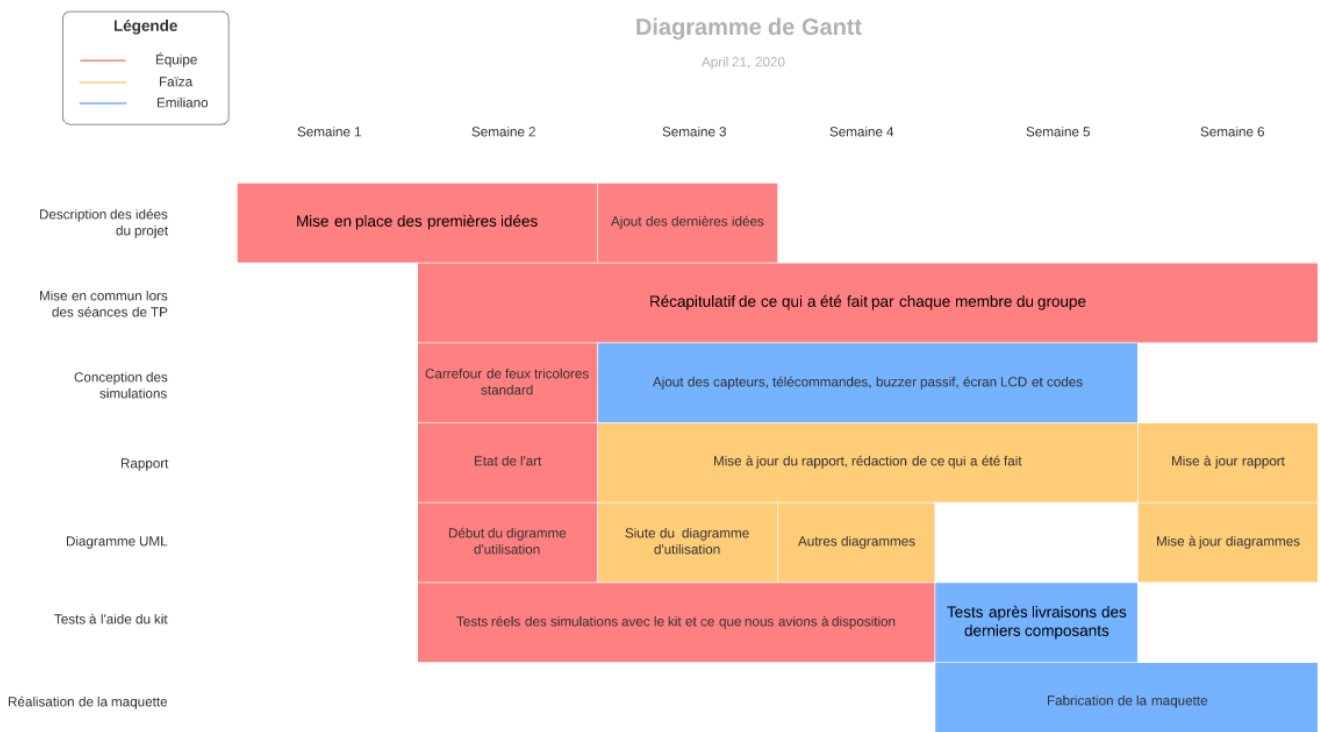 Légende
Équipe
Faïza
Emiliano
Diagramme de Gantt
April 21, 2020
Semaine 1
Semaine 2
Semaine 3
Semaine 4
Semaine 5
Semaine 6
Description des idées
du projet
Mise en place des premières idées
Ajout des dernières idées
Mise en commun lors
des séances de TP
Récapitulatif de ce qui a été fait par chaque membre du groupe
Conception des
simulations
Carrefour de feux tricolores
standard
Ajout des capteurs, télécommandes, buzzer passif, écran LCD et codes
Rapport
Etat de l'art
Mise à jour du rapport, rédaction de ce qui a été fait
Mise à jour rapport
Diagramme UML
Début du digramme
d'utilisation
Siute du diagramme
d'utilisation
Autres diagrammes
Mise à jour diagrammes
Tests à l'aide du kit
Tests réels des simulations avec le kit et ce que nous avions à disposition
Tests après livraisons des
derniers composants
Réalisation de la maquette
Fabrication de la maquette